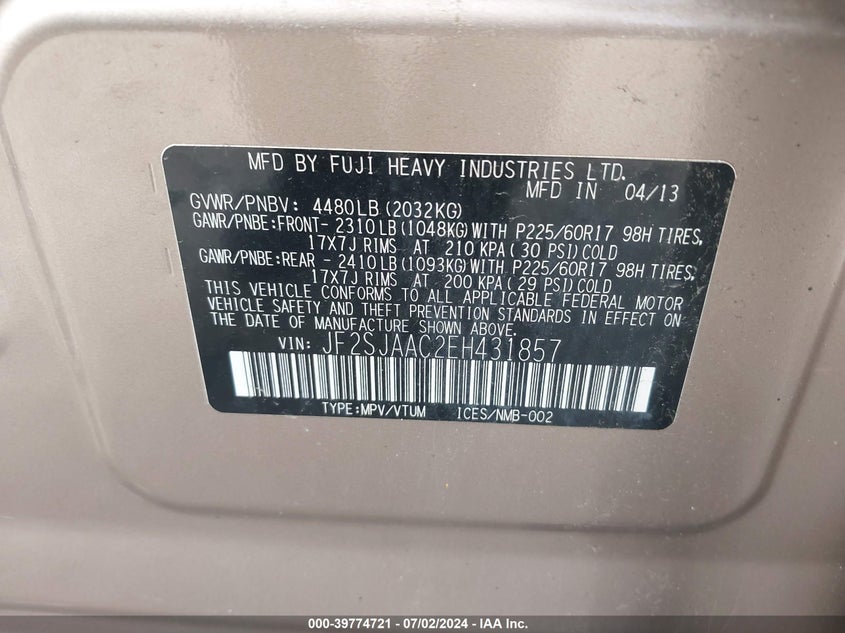 MFD BY FUJI HEAVY INDUSTRIES LTD.
MFD IN 04/13
GVWR/PNBV: 4480LB(2032KG)
GAWR/PNBE:FRONT- 2310LB(1048KG)WITH P225/60R17 98H TIRES,
17X7J RIMS AT 210 KPA(30 PSI)COLD
GAWR/PNBE:REAR - 2410LB(1093KG)WITH P225/60R17 98H TIRES,
17X7J RIMS AT 200 KPA(29 PSI)COLD
THIS VEHICLE CONFORMS TO ALL APPLICABLE FEDERAL MOTOR
VEHICLE SAFETY AND THEFT PREVENTION STANDARDS IN EFFECT ON
THE DATE OF MANUFACTURE SHOWN ABOVE.
VIN: JF2SJAAC2EH431857
TYPE:MPV/VTUM ICES/NMB-002
000-39774721 - 07/02/2024 - IAA Inc.